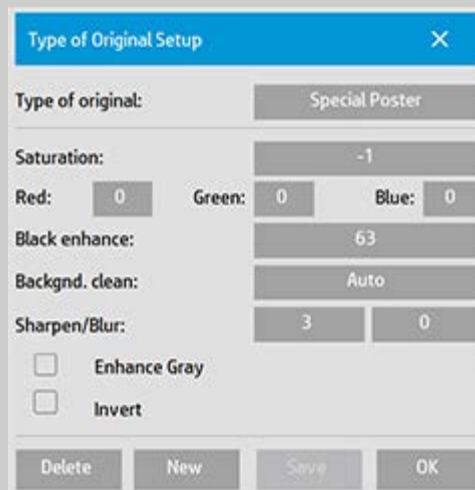 Type of Original Setup
Type of original: Special Poster
Saturation: -1
Red: 0 Green: 0 Blue: 0
Black enhance: 63
Backgnd. clean: Auto
Sharpen/Blur: 3 0
Enhance Gray
Invert
Delete New Save OK